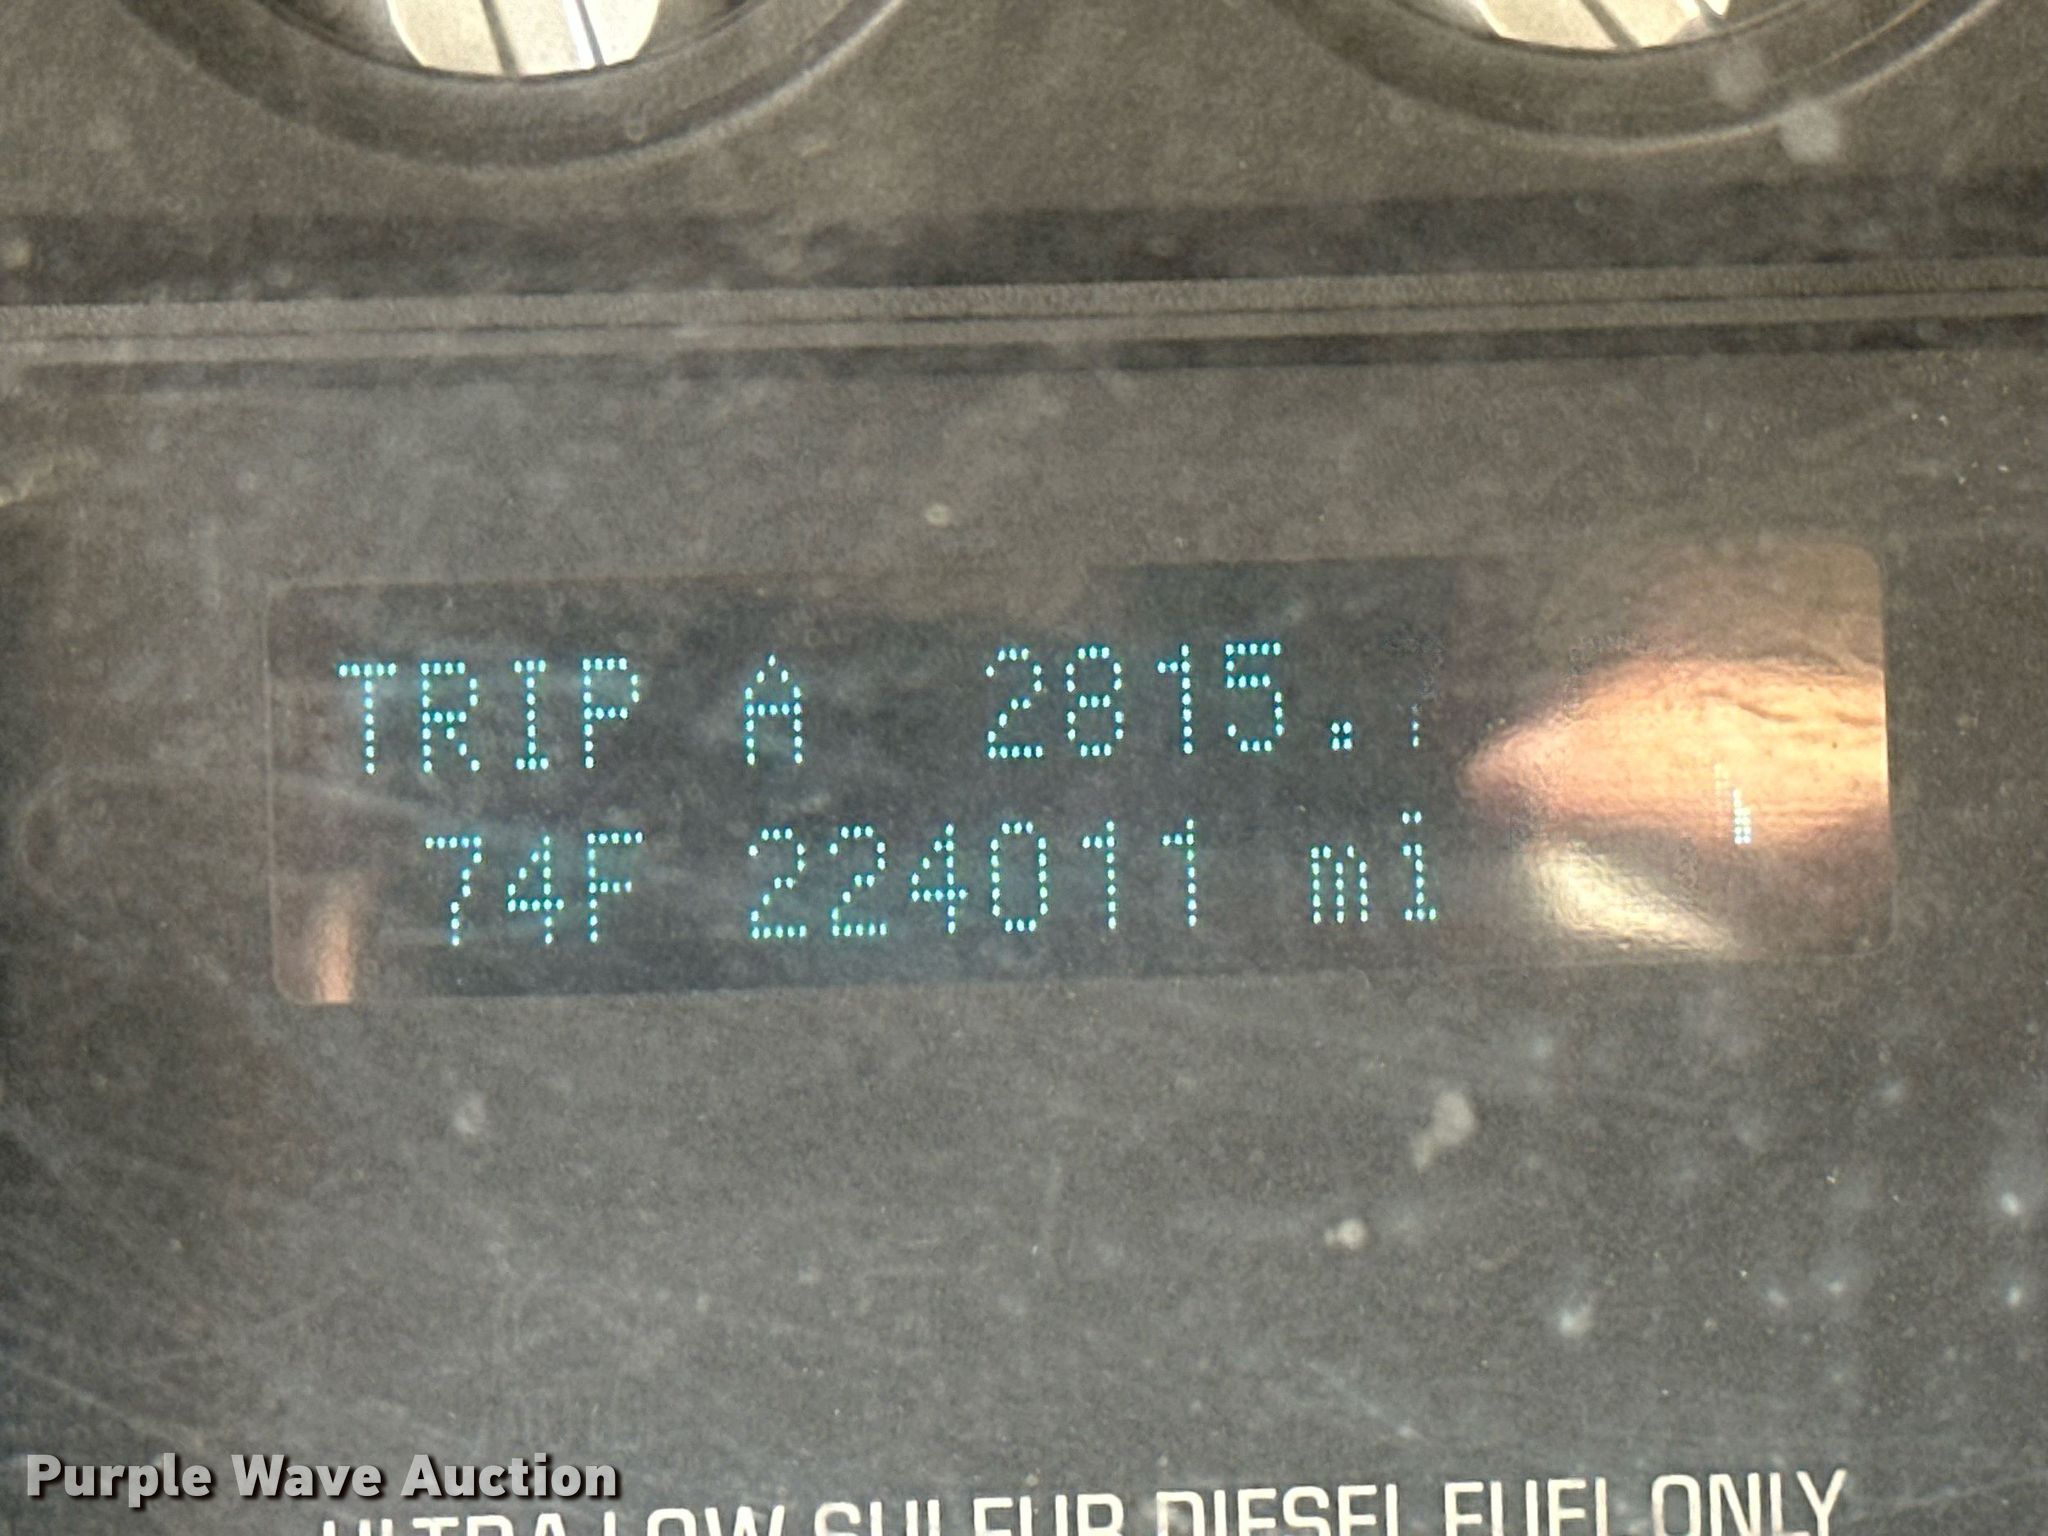 TRIP A 2815.
74F 224011 mi
ULTRA LOW SULFUR DIESEL FUEL ONLY
Purple Wave Auction